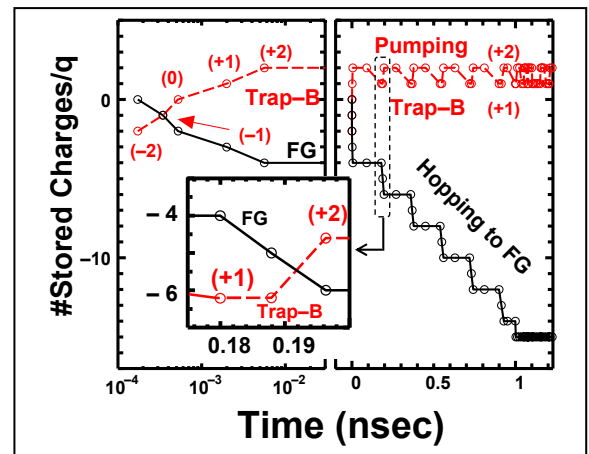 #Stored Charges/q
0
−10
(−2)
(0)
(+1)
(+2)
Trap−B
(−1)
FG
Pumping
(+2)
Trap−B
(+1)
Hopping to FG
−4
−6
FG
(+1)
(+2)
Trap−B
0.18
0.19
10⁻⁴
10⁻³
10⁻²
0
0.5
1
Time (nsec)